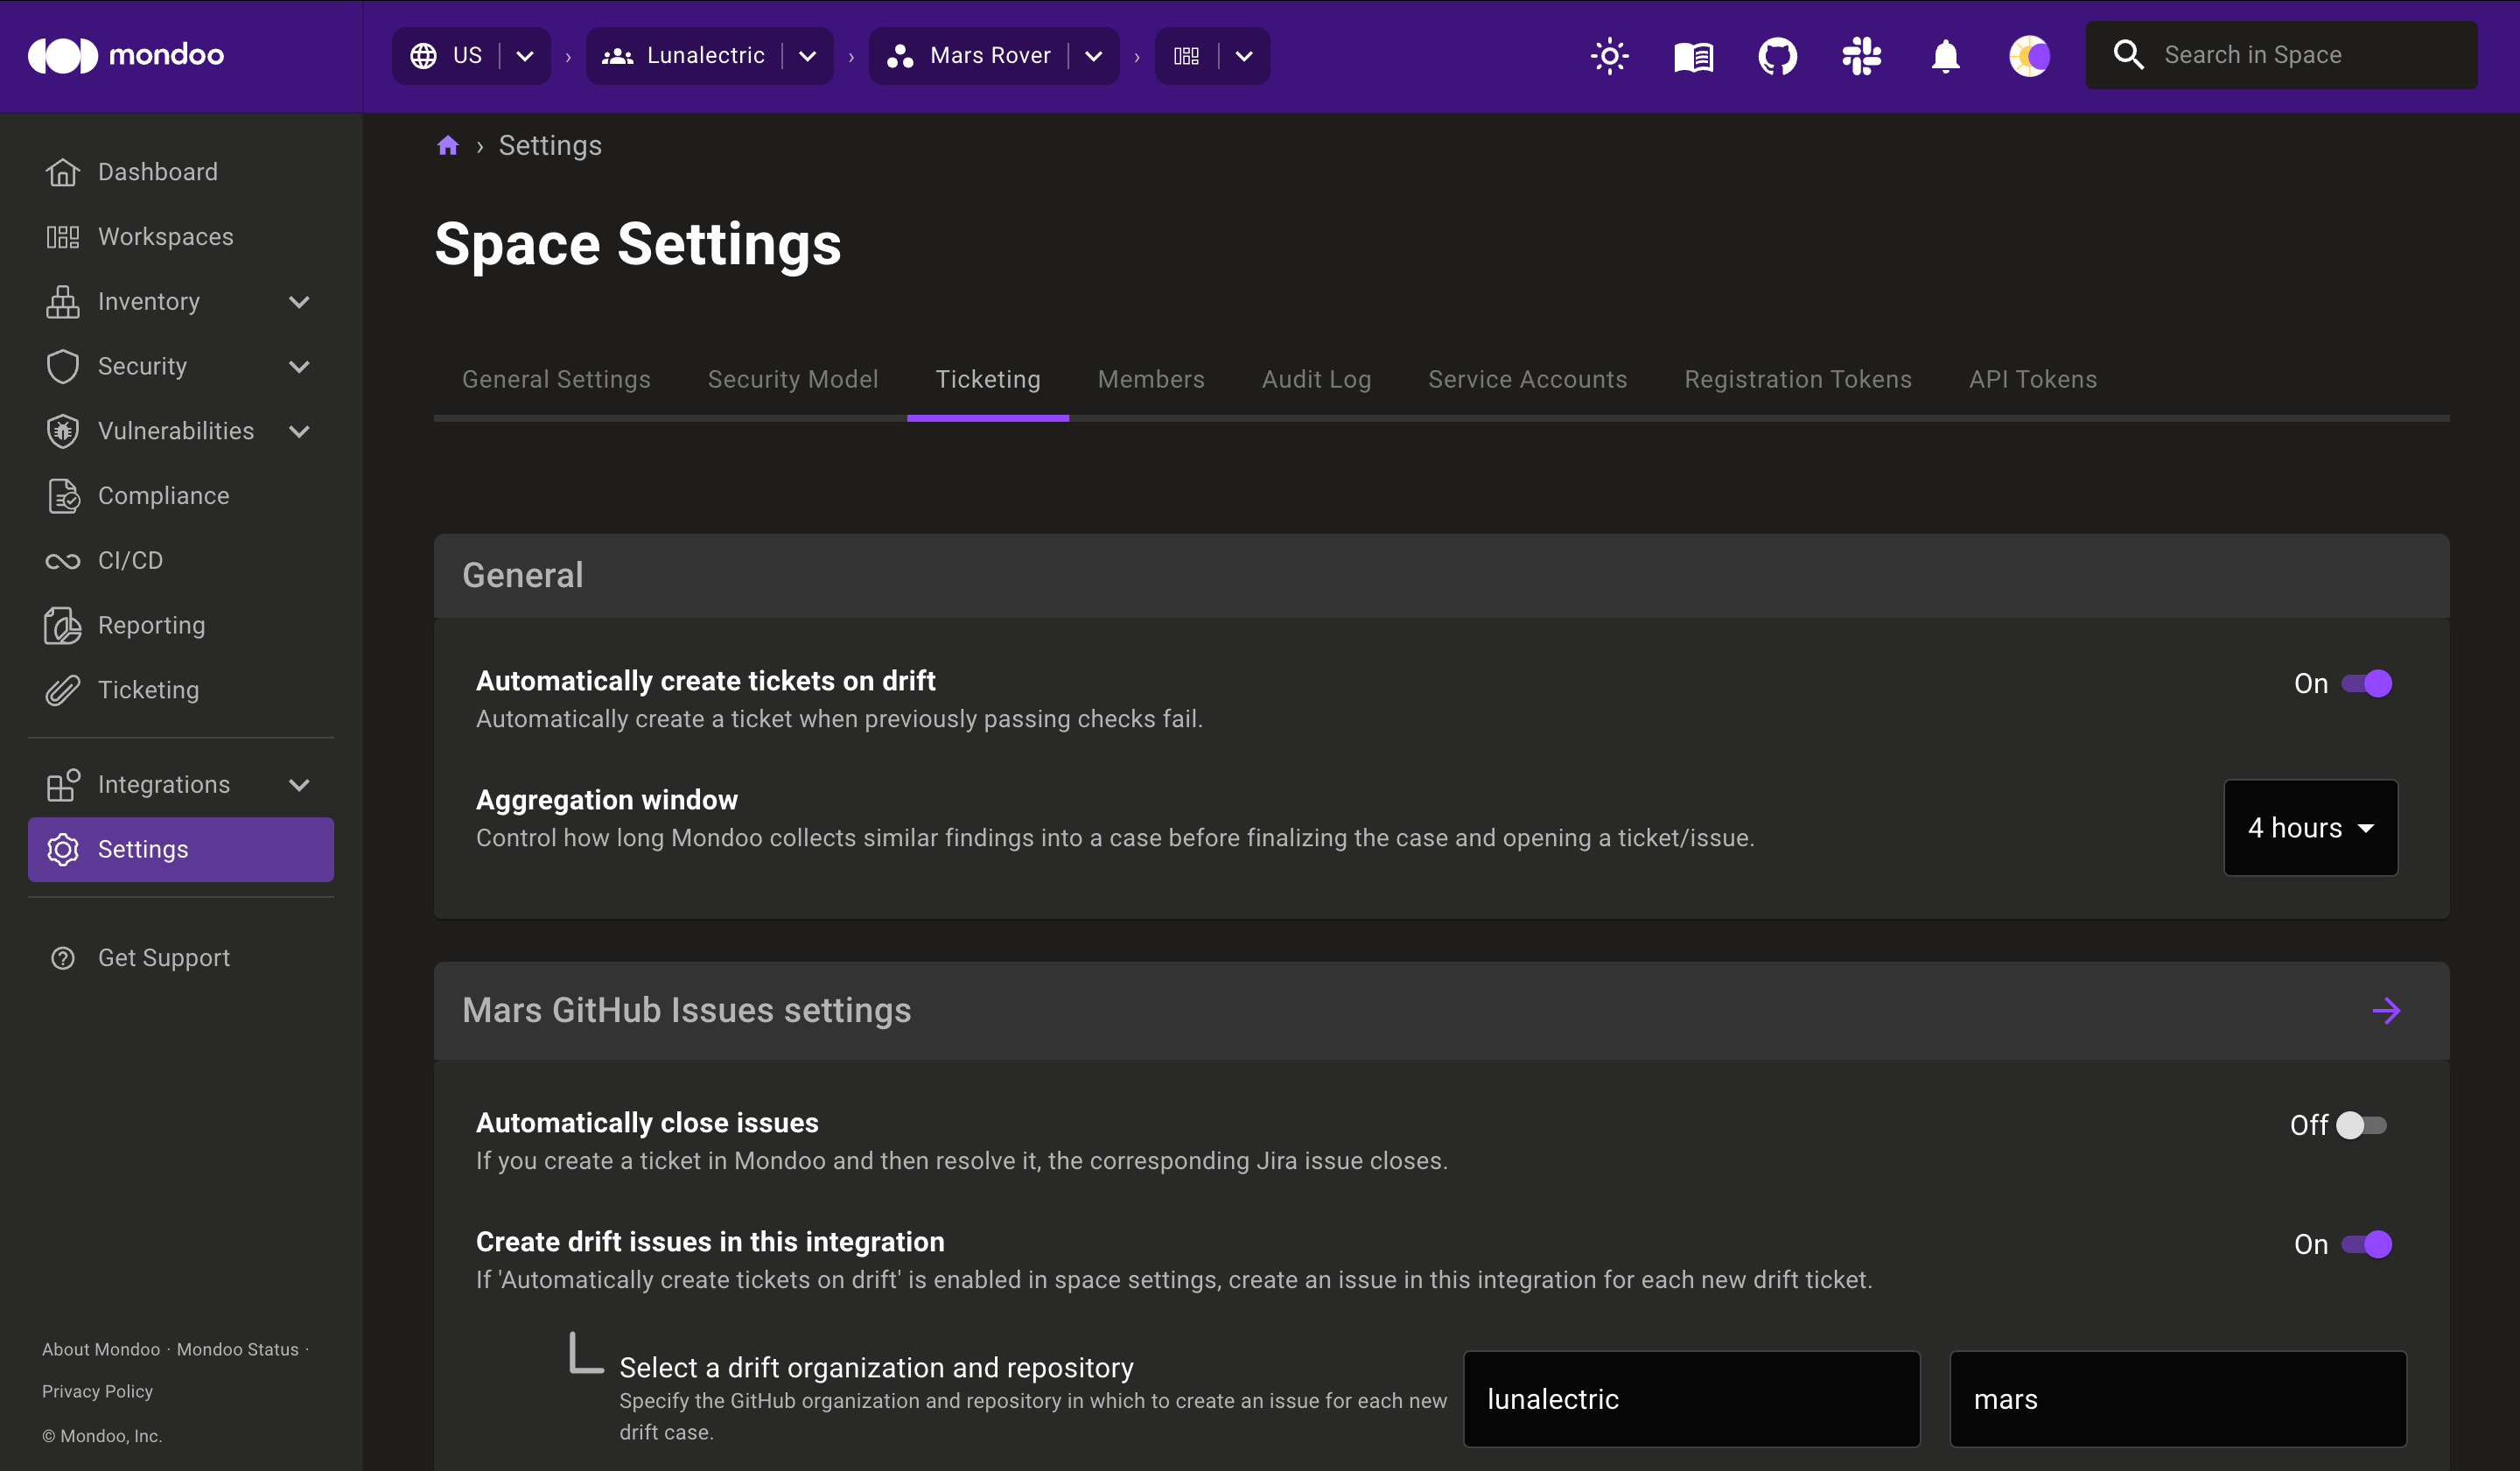 mondoo
US
Lunalectric
Mars Rover
Search in Space
Dashboard
Workspaces
Inventory
Security
Vulnerabilities
Compliance
CI/CD
Reporting
Ticketing
Integrations
Settings
Get Support
About Mondoo · Mondoo Status ·
Privacy Policy
© Mondoo, Inc.
› Settings
Space Settings
General Settings
Security Model
Ticketing
Members
Audit Log
Service Accounts
Registration Tokens
API Tokens
General
Automatically create tickets on drift
On
Automatically create a ticket when previously passing checks fail.
Aggregation window
4 hours
Control how long Mondoo collects similar findings into a case before finalizing the case and opening a ticket/issue.
Mars GitHub Issues settings
Automatically close issues
Off
If you create a ticket in Mondoo and then resolve it, the corresponding Jira issue closes.
Create drift issues in this integration
On
If 'Automatically create tickets on drift' is enabled in space settings, create an issue in this integration for each new drift ticket.
Select a drift organization and repository
Specify the GitHub organization and repository in which to create an issue for each new
drift case.
lunalectric
mars